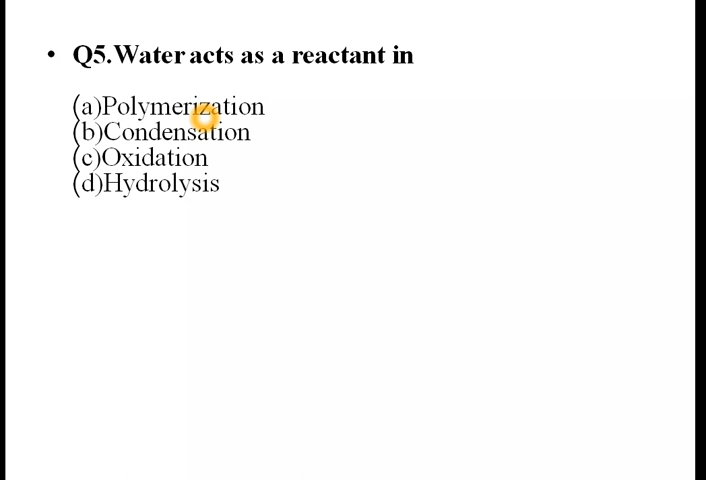 • Q5.Water acts as a reactant in
(a)Polymerization
(b)Condensation
(c)Oxidation
(d)Hydrolysis